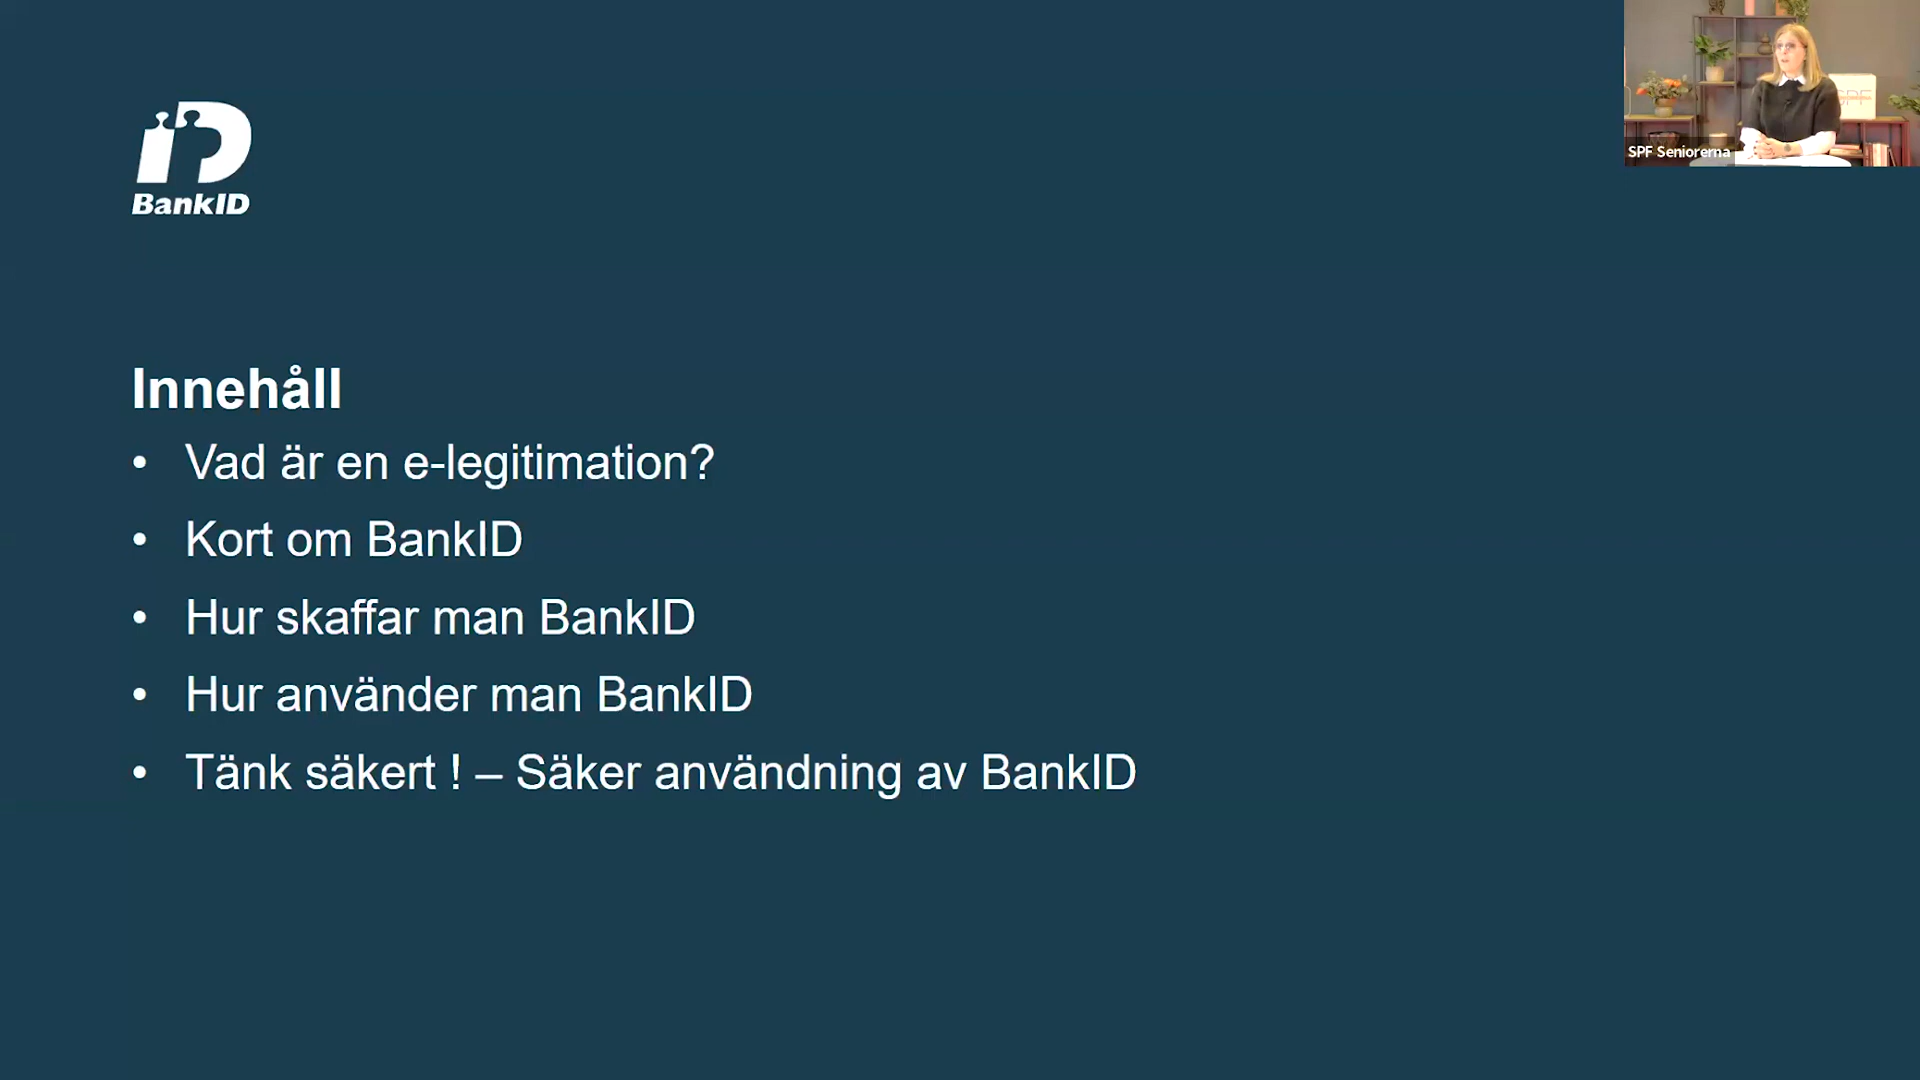 SPF
SPF Seniorerna
BankID
Innehåll
• Vad är en e-legitimation?
• Kort om BankID
• Hur skaffar man BankID
• Hur använder man BankID
• Tänk säkert ! – Säker användning av BankID